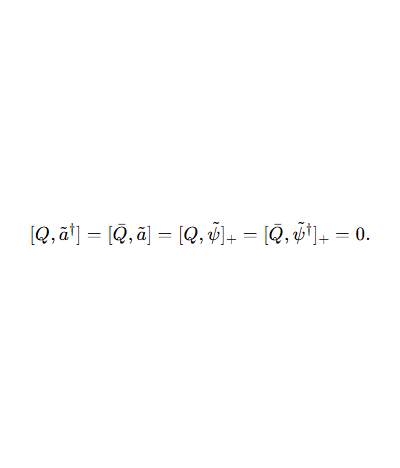 [Q, ã†] = [Q̄, ã] = [Q, ψ̃]₊ = [Q̄, ψ̃†]₊ = 0.